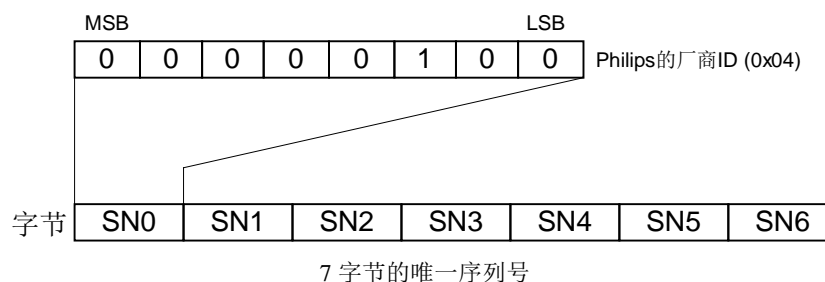 MSB LSB
0 0 0 0 0 1 0 0 Philips的厂商ID (0x04)
字节 SN0 SN1 SN2 SN3 SN4 SN5 SN6
7 字节的唯一序列号